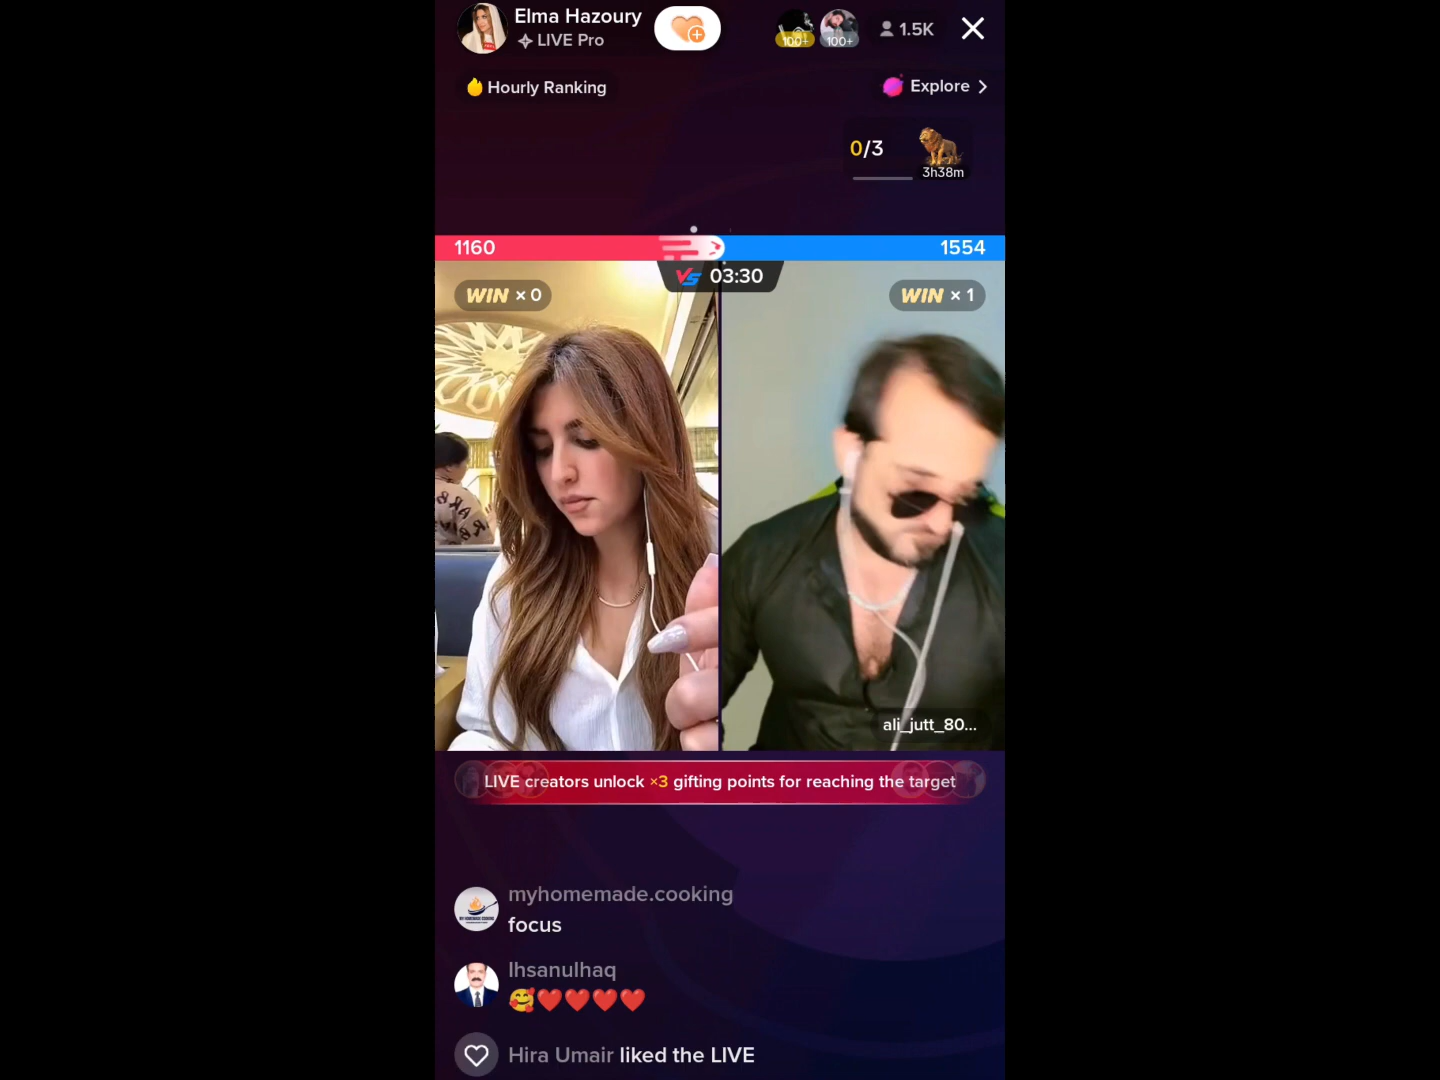 Elma Hazoury
LIVE Pro
100+
100+
1.5K
Hourly Ranking
Explore
0/3
3h38m
1160
1554
VS 03:30
WIN × 0
WIN × 1
ali_jutt_80...
LIVE creators unlock ×3 gifting points for reaching the target
myhomemade.cooking
focus
Ihsanulhaq
🥰❤️❤️❤️❤️
Hira Umair liked the LIVE